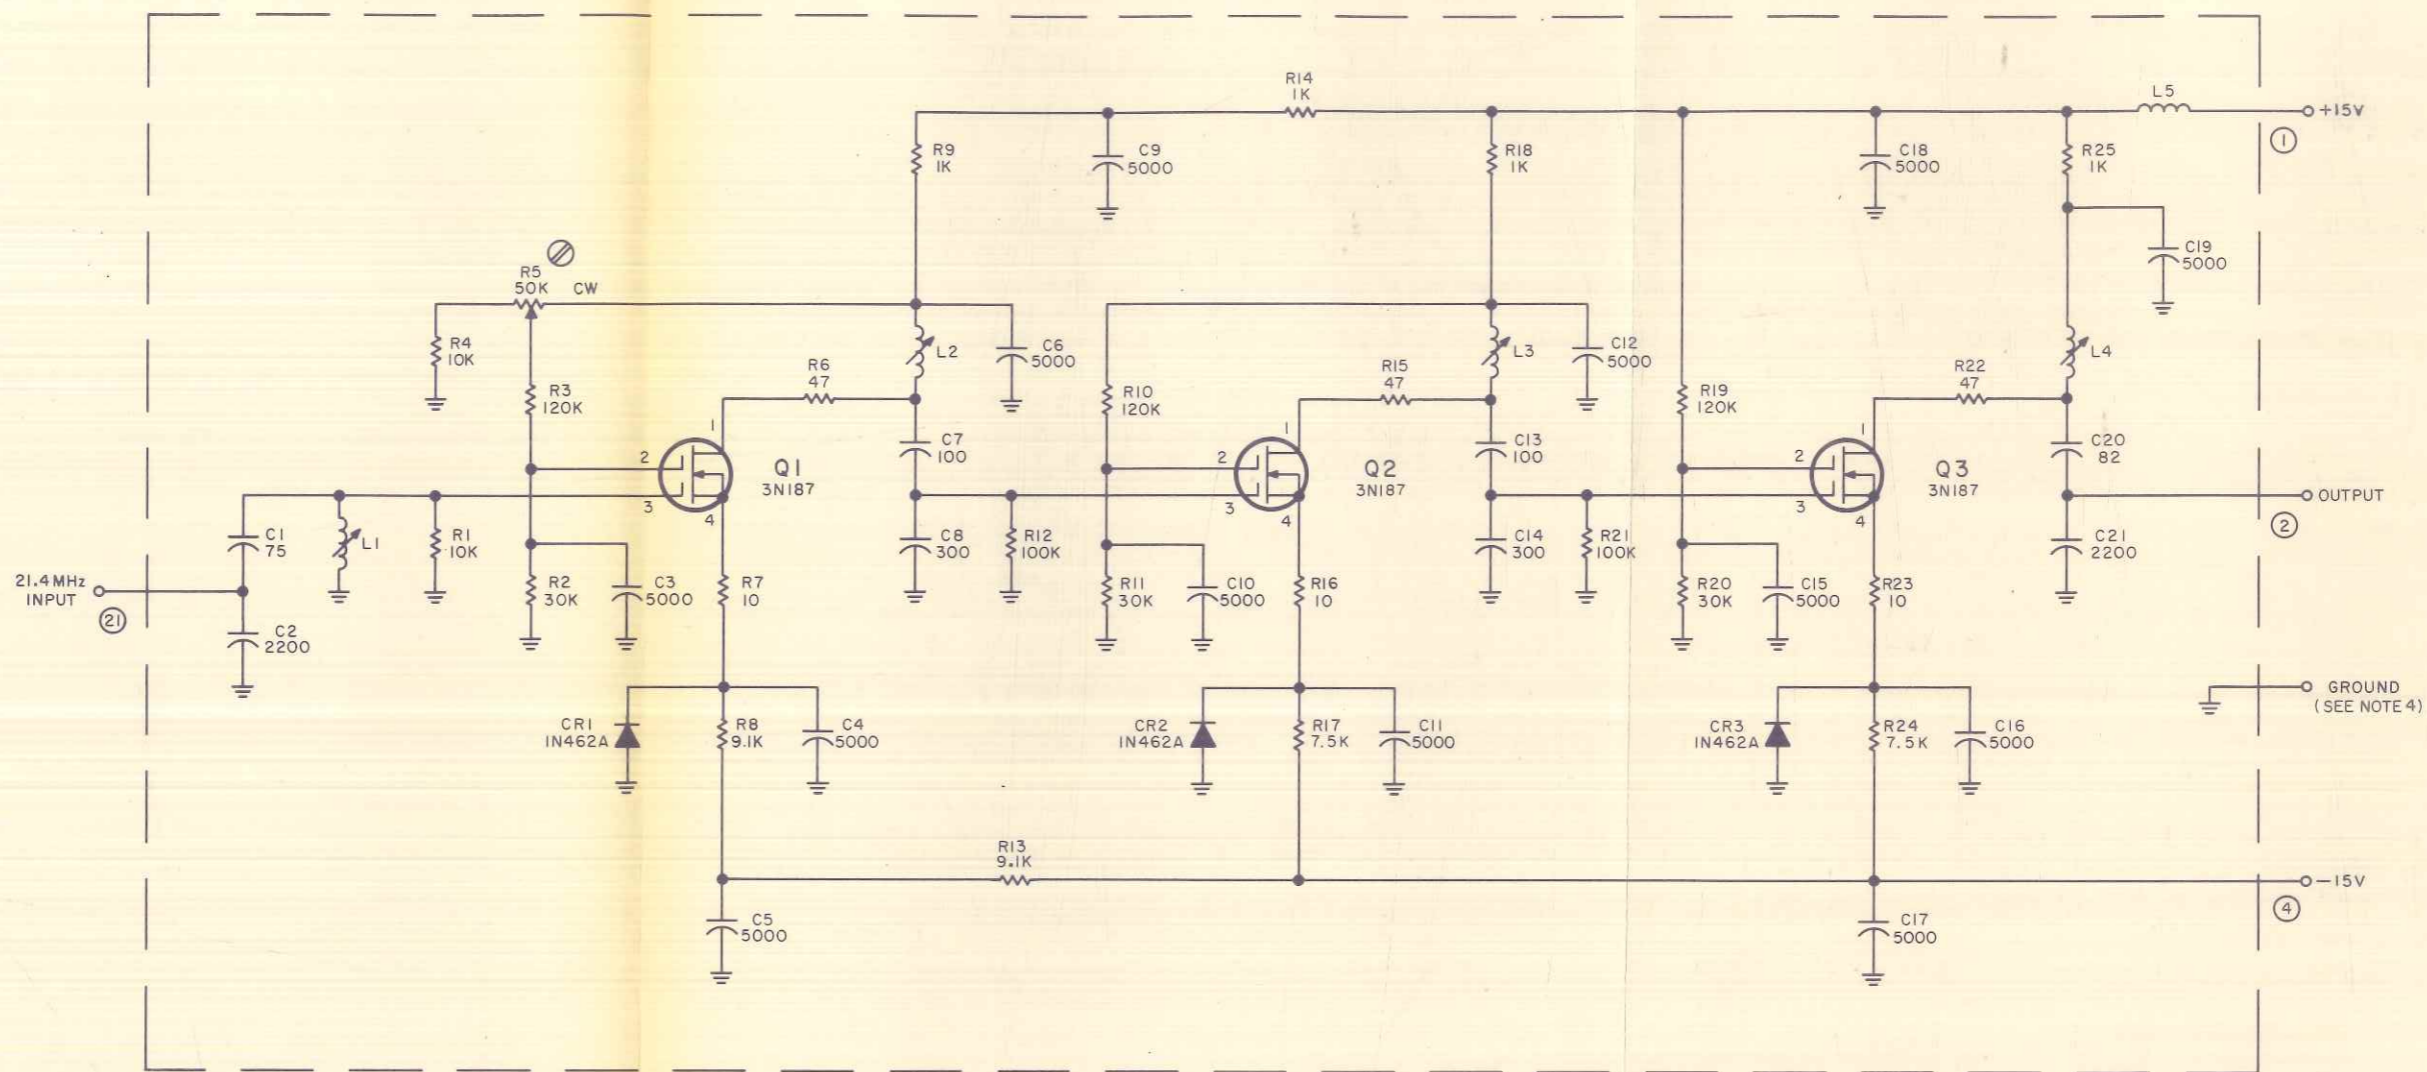 R14
1K
L5
+15V
1
R9
1K
C9
5000
R18
1K
C18
5000
R25
1K
C19
5000
R5
50K
CW
R4
10K
L2
C6
5000
L3
C12
5000
L4
R3
120K
R6
47
R10
120K
R15
47
R19
120K
R22
47
1
2
3
4
Q1
3N187
C7
100
1
2
3
4
Q2
3N187
C13
100
1
2
3
4
Q3
3N187
C20
82
OUTPUT
2
C1
75
L1
R1
10K
C8
300
R12
100K
C14
300
R21
100K
C21
2200
21.4MHz
INPUT
21
R2
30K
C3
5000
R7
10
R11
30K
C10
5000
R16
10
R20
30K
C15
5000
R23
10
C2
2200
GROUND
(SEE NOTE 4)
CR1
1N462A
R8
9.1K
C4
5000
CR2
1N462A
R17
7.5K
C11
5000
CR3
1N462A
R24
7.5K
C16
5000
R13
9.1K
-15V
4
C5
5000
C17
5000